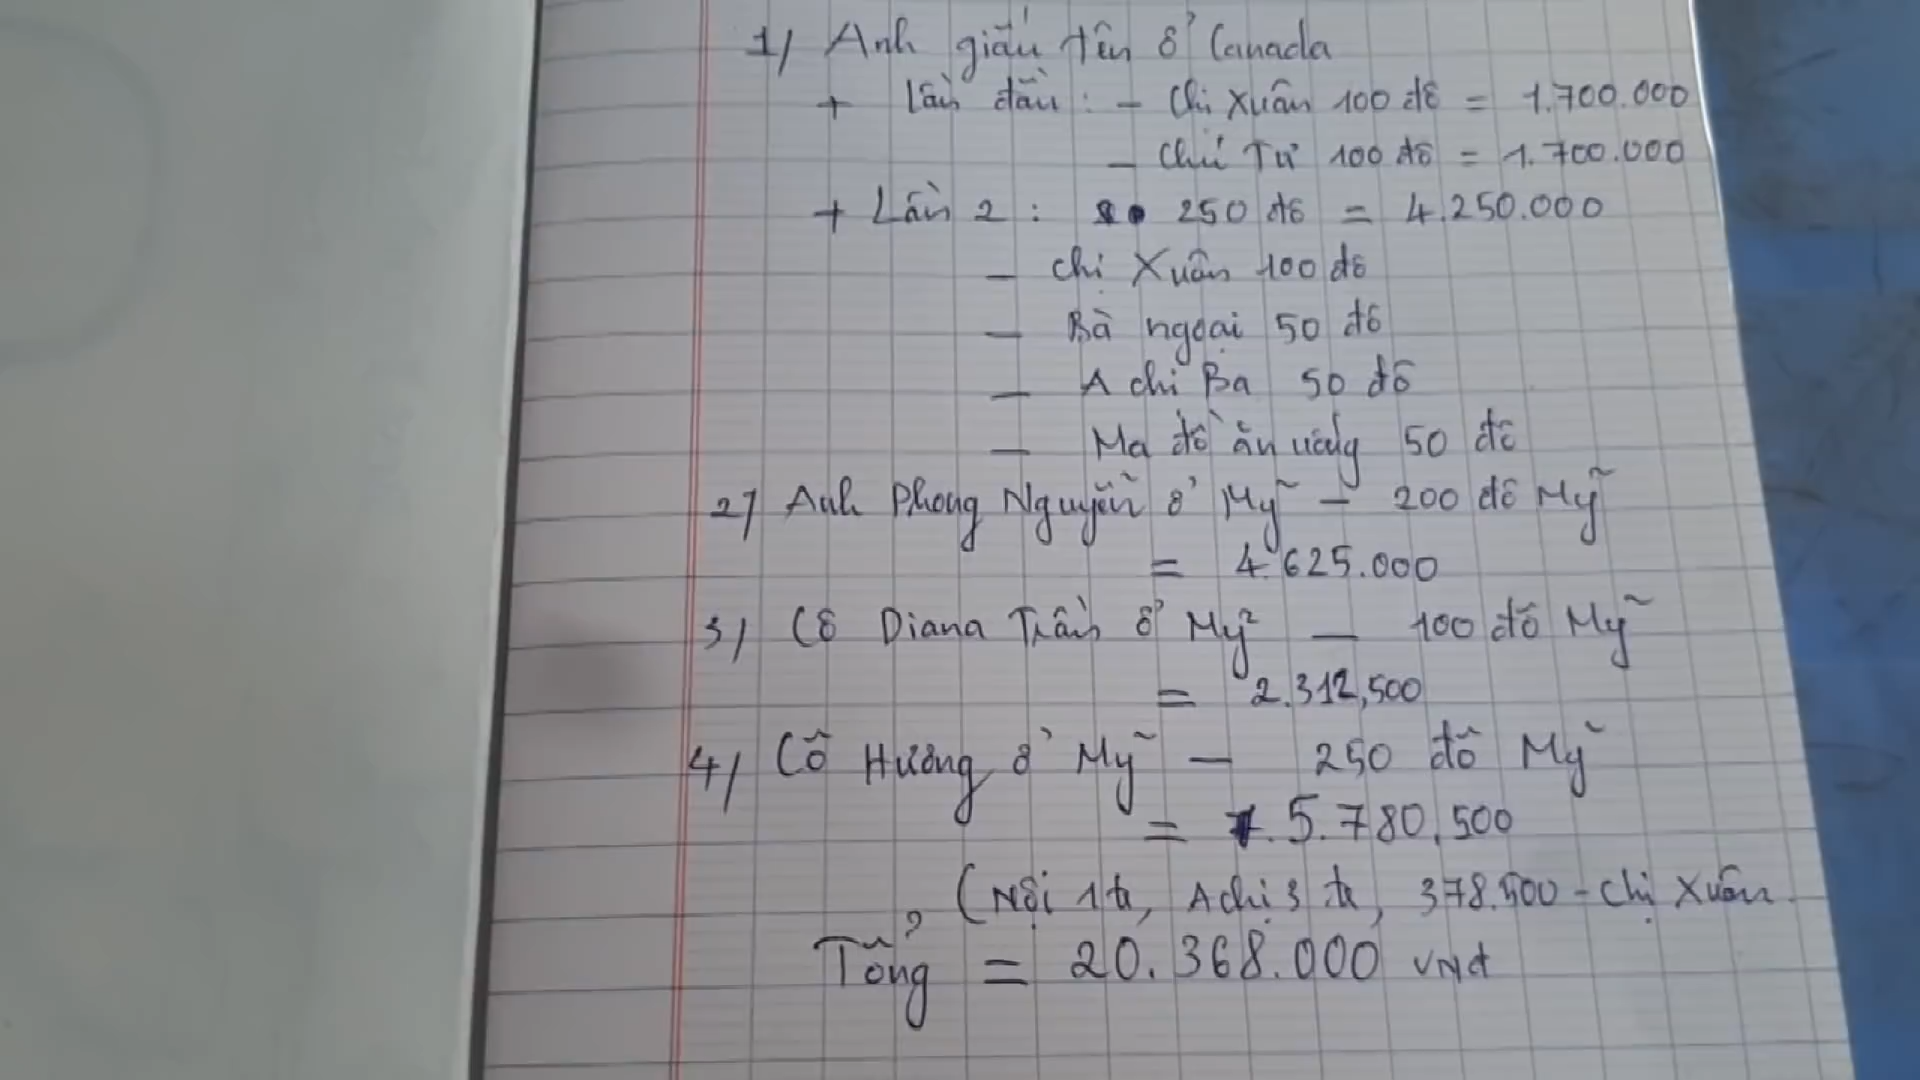 1/ Anh giấu tên ở Canada
+ Lần đầu : - Chị Xuân 100 đô = 1.700.000
- Chú Tư 100 đô = 1.700.000
+ Lần 2 : 250 đô = 4.250.000
- Chị Xuân 100 đô
- Bà ngoại 50 đô
- A chị Ba 50 đô
- Mua đồ ăn uống 50 đô
2/ Anh Phong Nguyễn ở Mỹ - 200 đô Mỹ
= 4.625.000
3/ Cô Diana Trần ở Mỹ - 100 đô Mỹ
= 2.312,500
4/ Cô Hương ở Mỹ - 250 đô Mỹ
= 5.780,500
(Nội 1tr, A chị 3 tr, 378.500 - Chị Xuân
Tổng = 20.368.000 vnđ